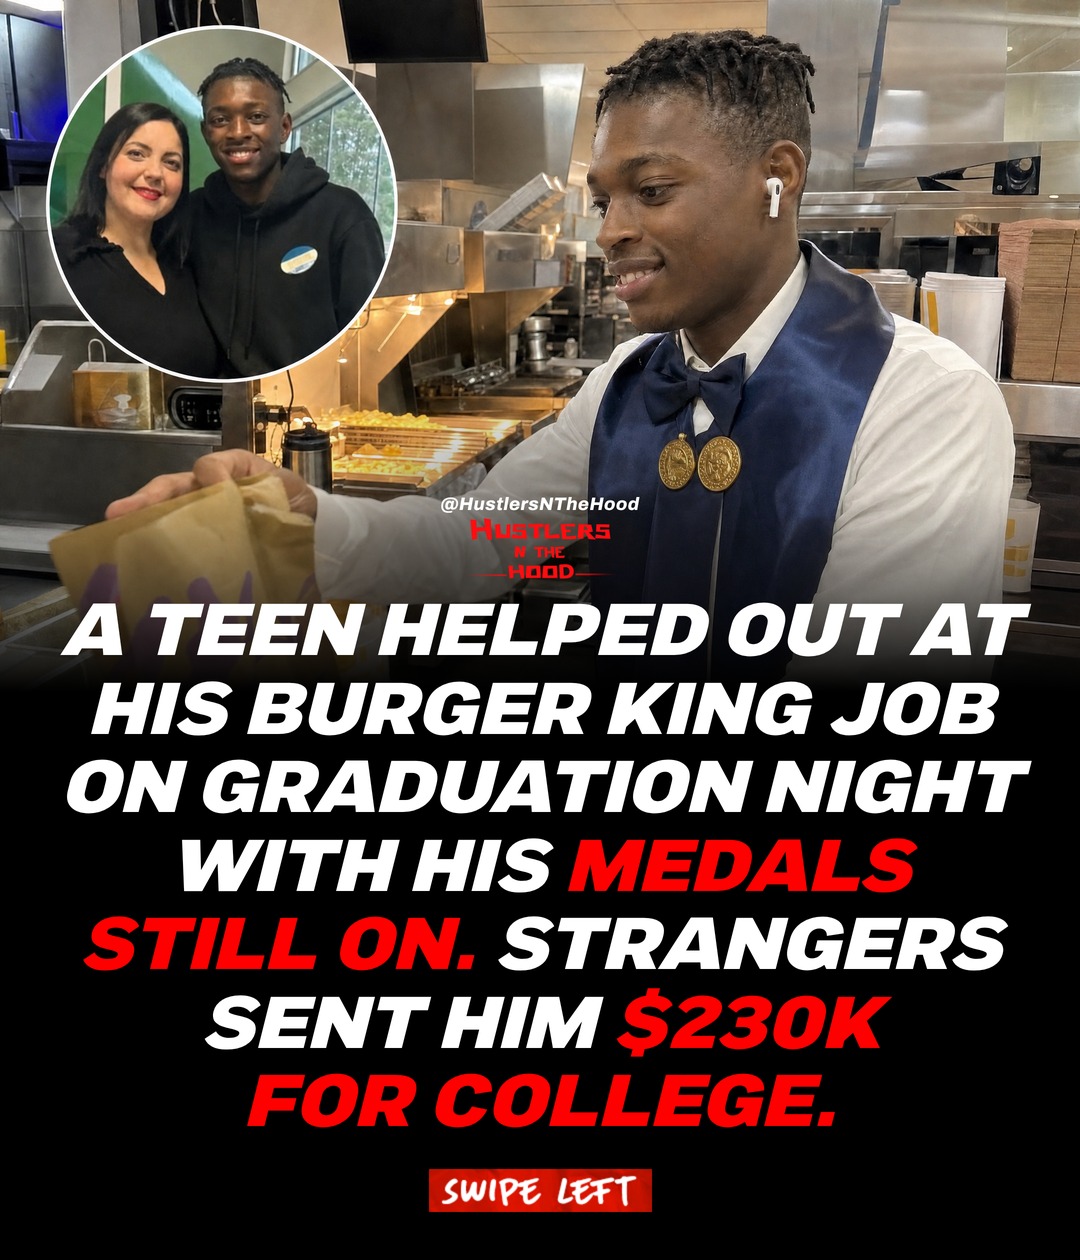 @HustlersNTheHood
HUSTLERS
N THE
HOOD
A TEEN HELPED OUT AT
HIS BURGER KING JOB
ON GRADUATION NIGHT
WITH HIS MEDALS
STILL ON. STRANGERS
SENT HIM $230K
FOR COLLEGE.
SWIPE LEFT